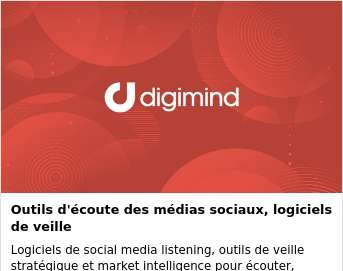 digimind
Outils d'écoute des médias sociaux, logiciels
de veille
Logiciels de social media listening, outils de veille
stratégique et market intelligence pour écouter,